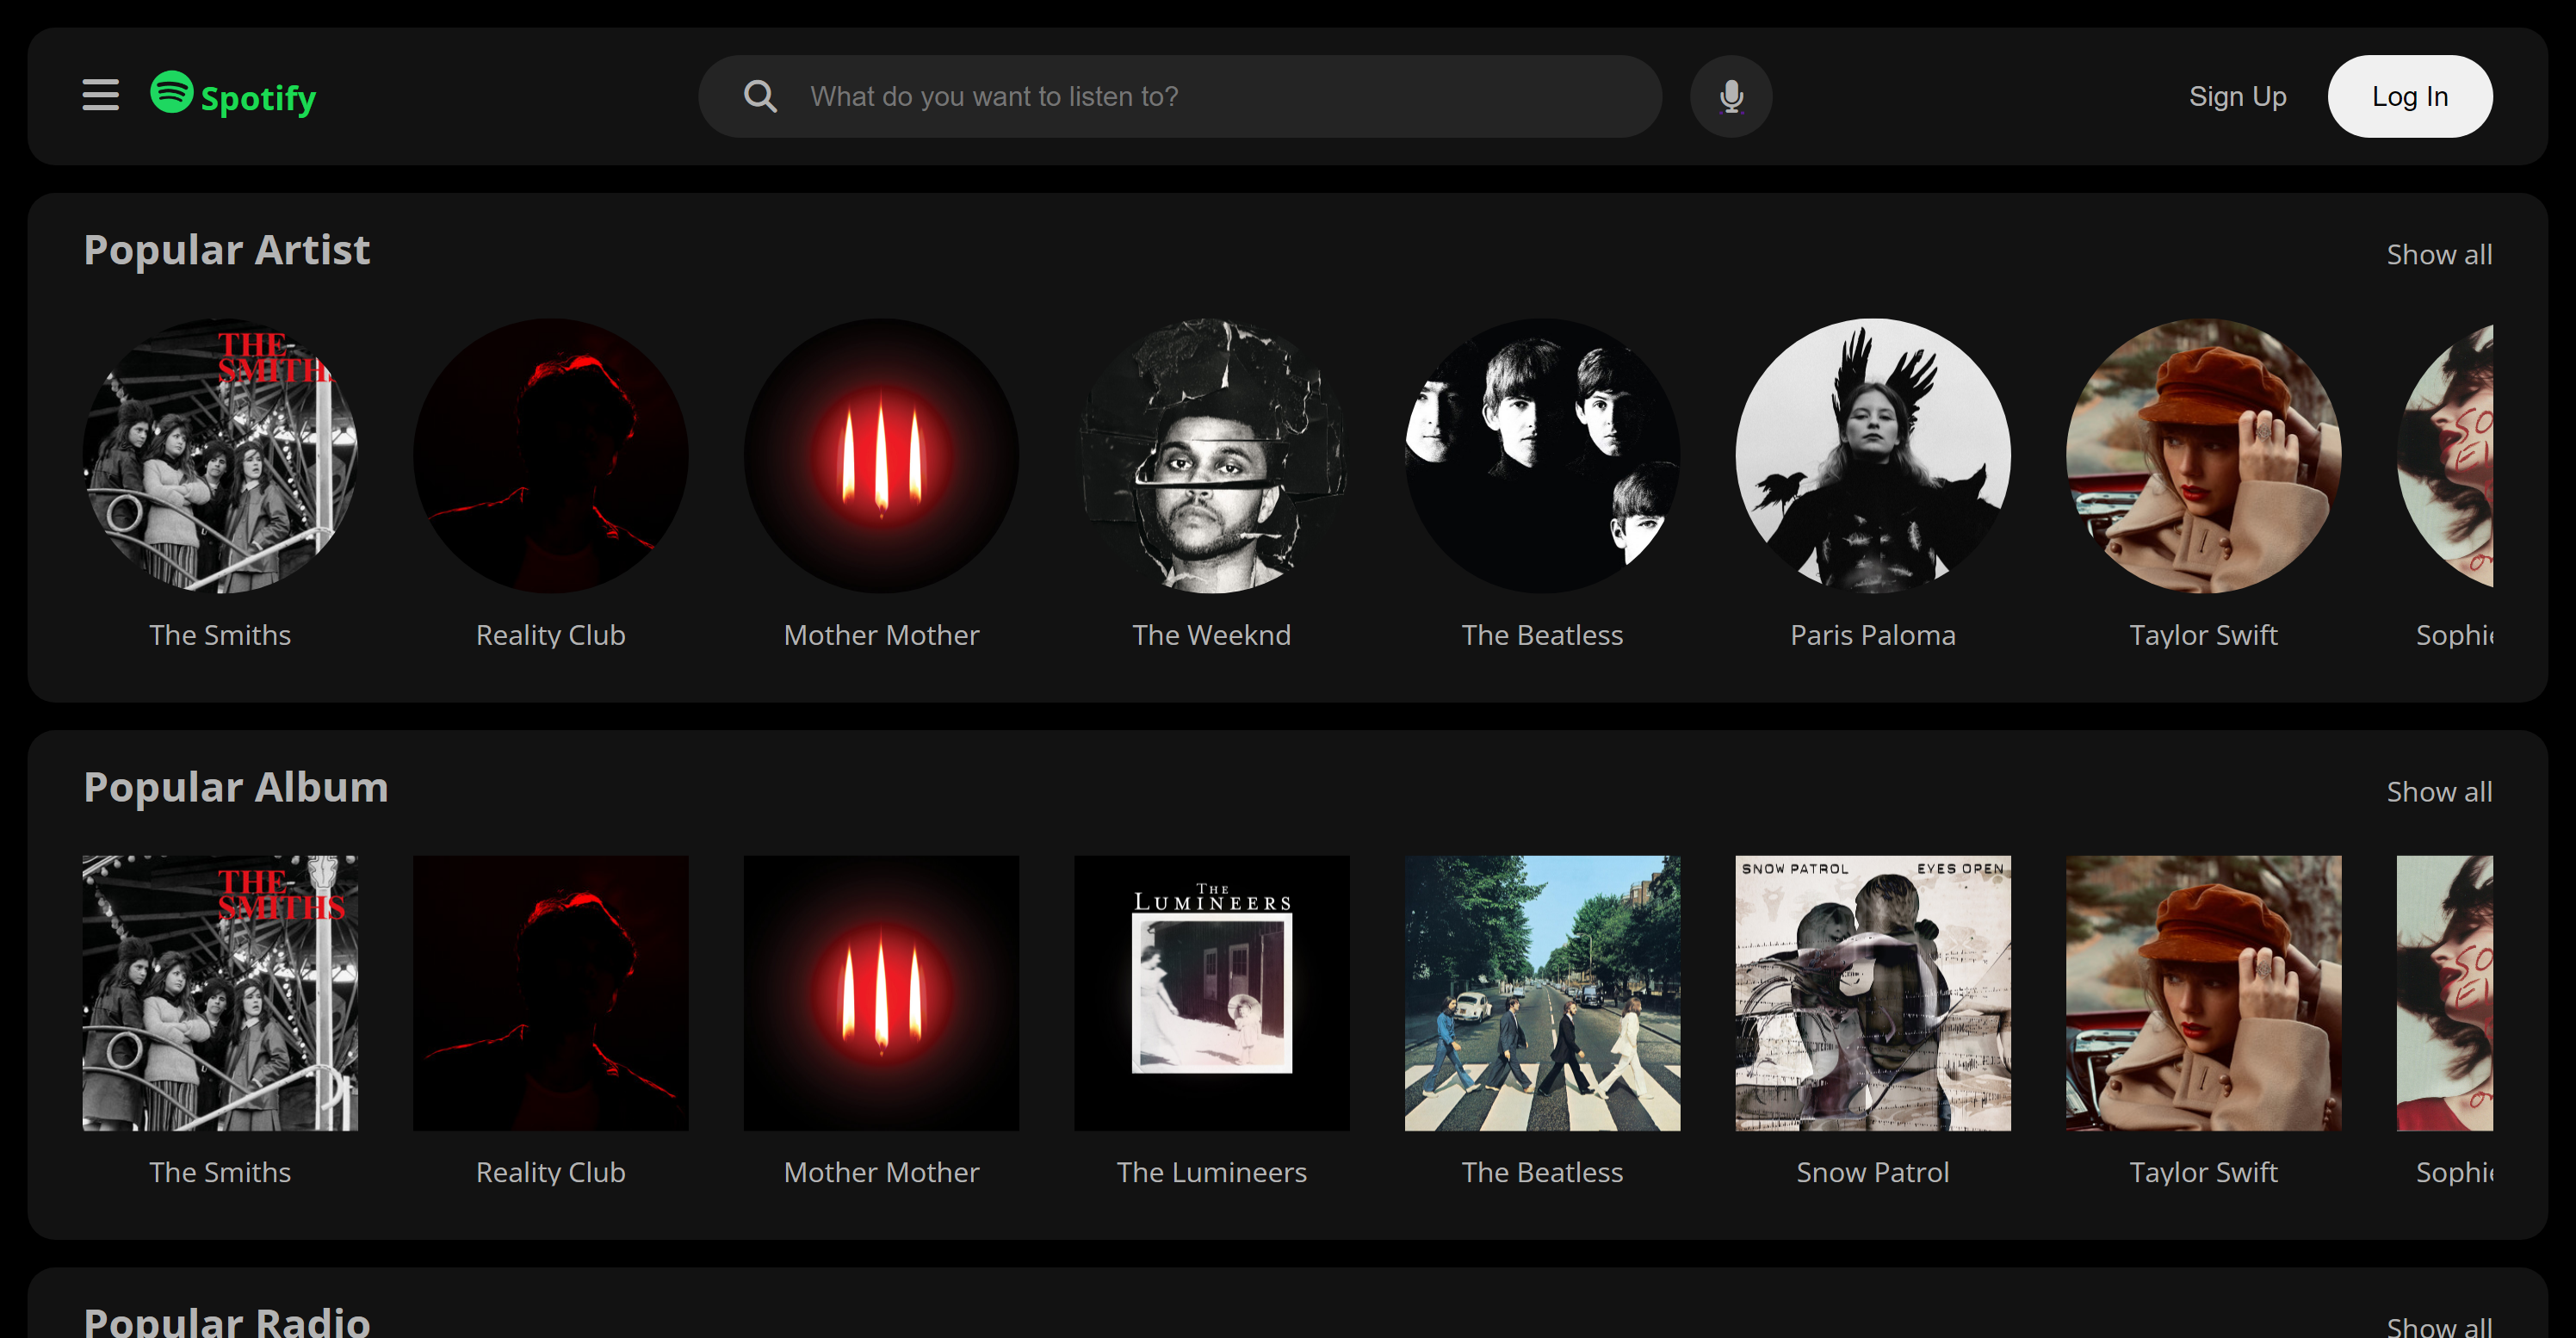 Spotify
What do you want to listen to?
Sign Up
Log In
Popular Artist
Show all
THE
SMITHS
The Smiths
Reality Club
Mother Mother
The Weeknd
The Beatless
Paris Paloma
Taylor Swift
Sophie
Popular Album
Show all
THE
SMITHS
THE
LUMINEERS
SNOW PATROL
EYES OPEN
The Smiths
Reality Club
Mother Mother
The Lumineers
The Beatless
Snow Patrol
Taylor Swift
Sophie
Popular Radio
Show all